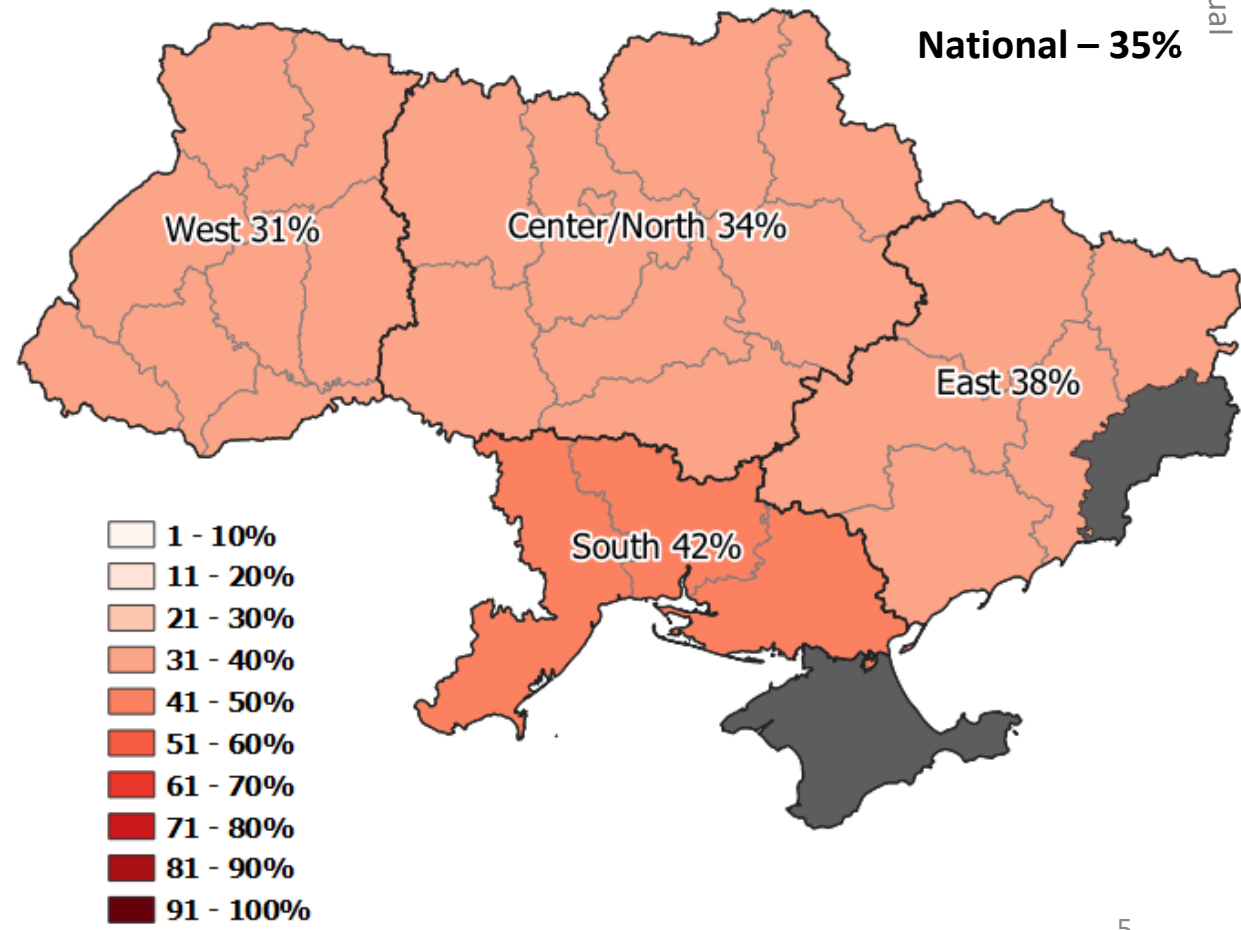 National – 35%
West 31%
Center/North 34%
East 38%
South 42%
1 - 10%
11 - 20%
21 - 30%
31 - 40%
41 - 50%
51 - 60%
61 - 70%
71 - 80%
81 - 90%
91 - 100%
5